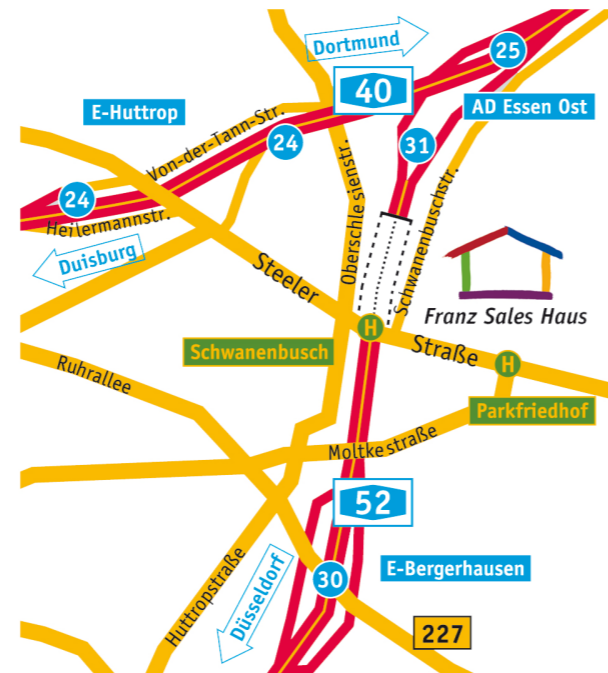 Dortmund
25
40
E-Huttrop
AD Essen Ost
Von-der-Tann-Str.
24
31
24
Heilermannstr.
Oberschlesienstr.
Schwanenbuschstr.
Duisburg
Steeler
Franz Sales Haus
H
Straße
Schwanenbusch
H
Ruhrallee
Parkfriedhof
Moltkestraße
52
Düsseldorf
E-Bergerhausen
30
Huttropstraße
227